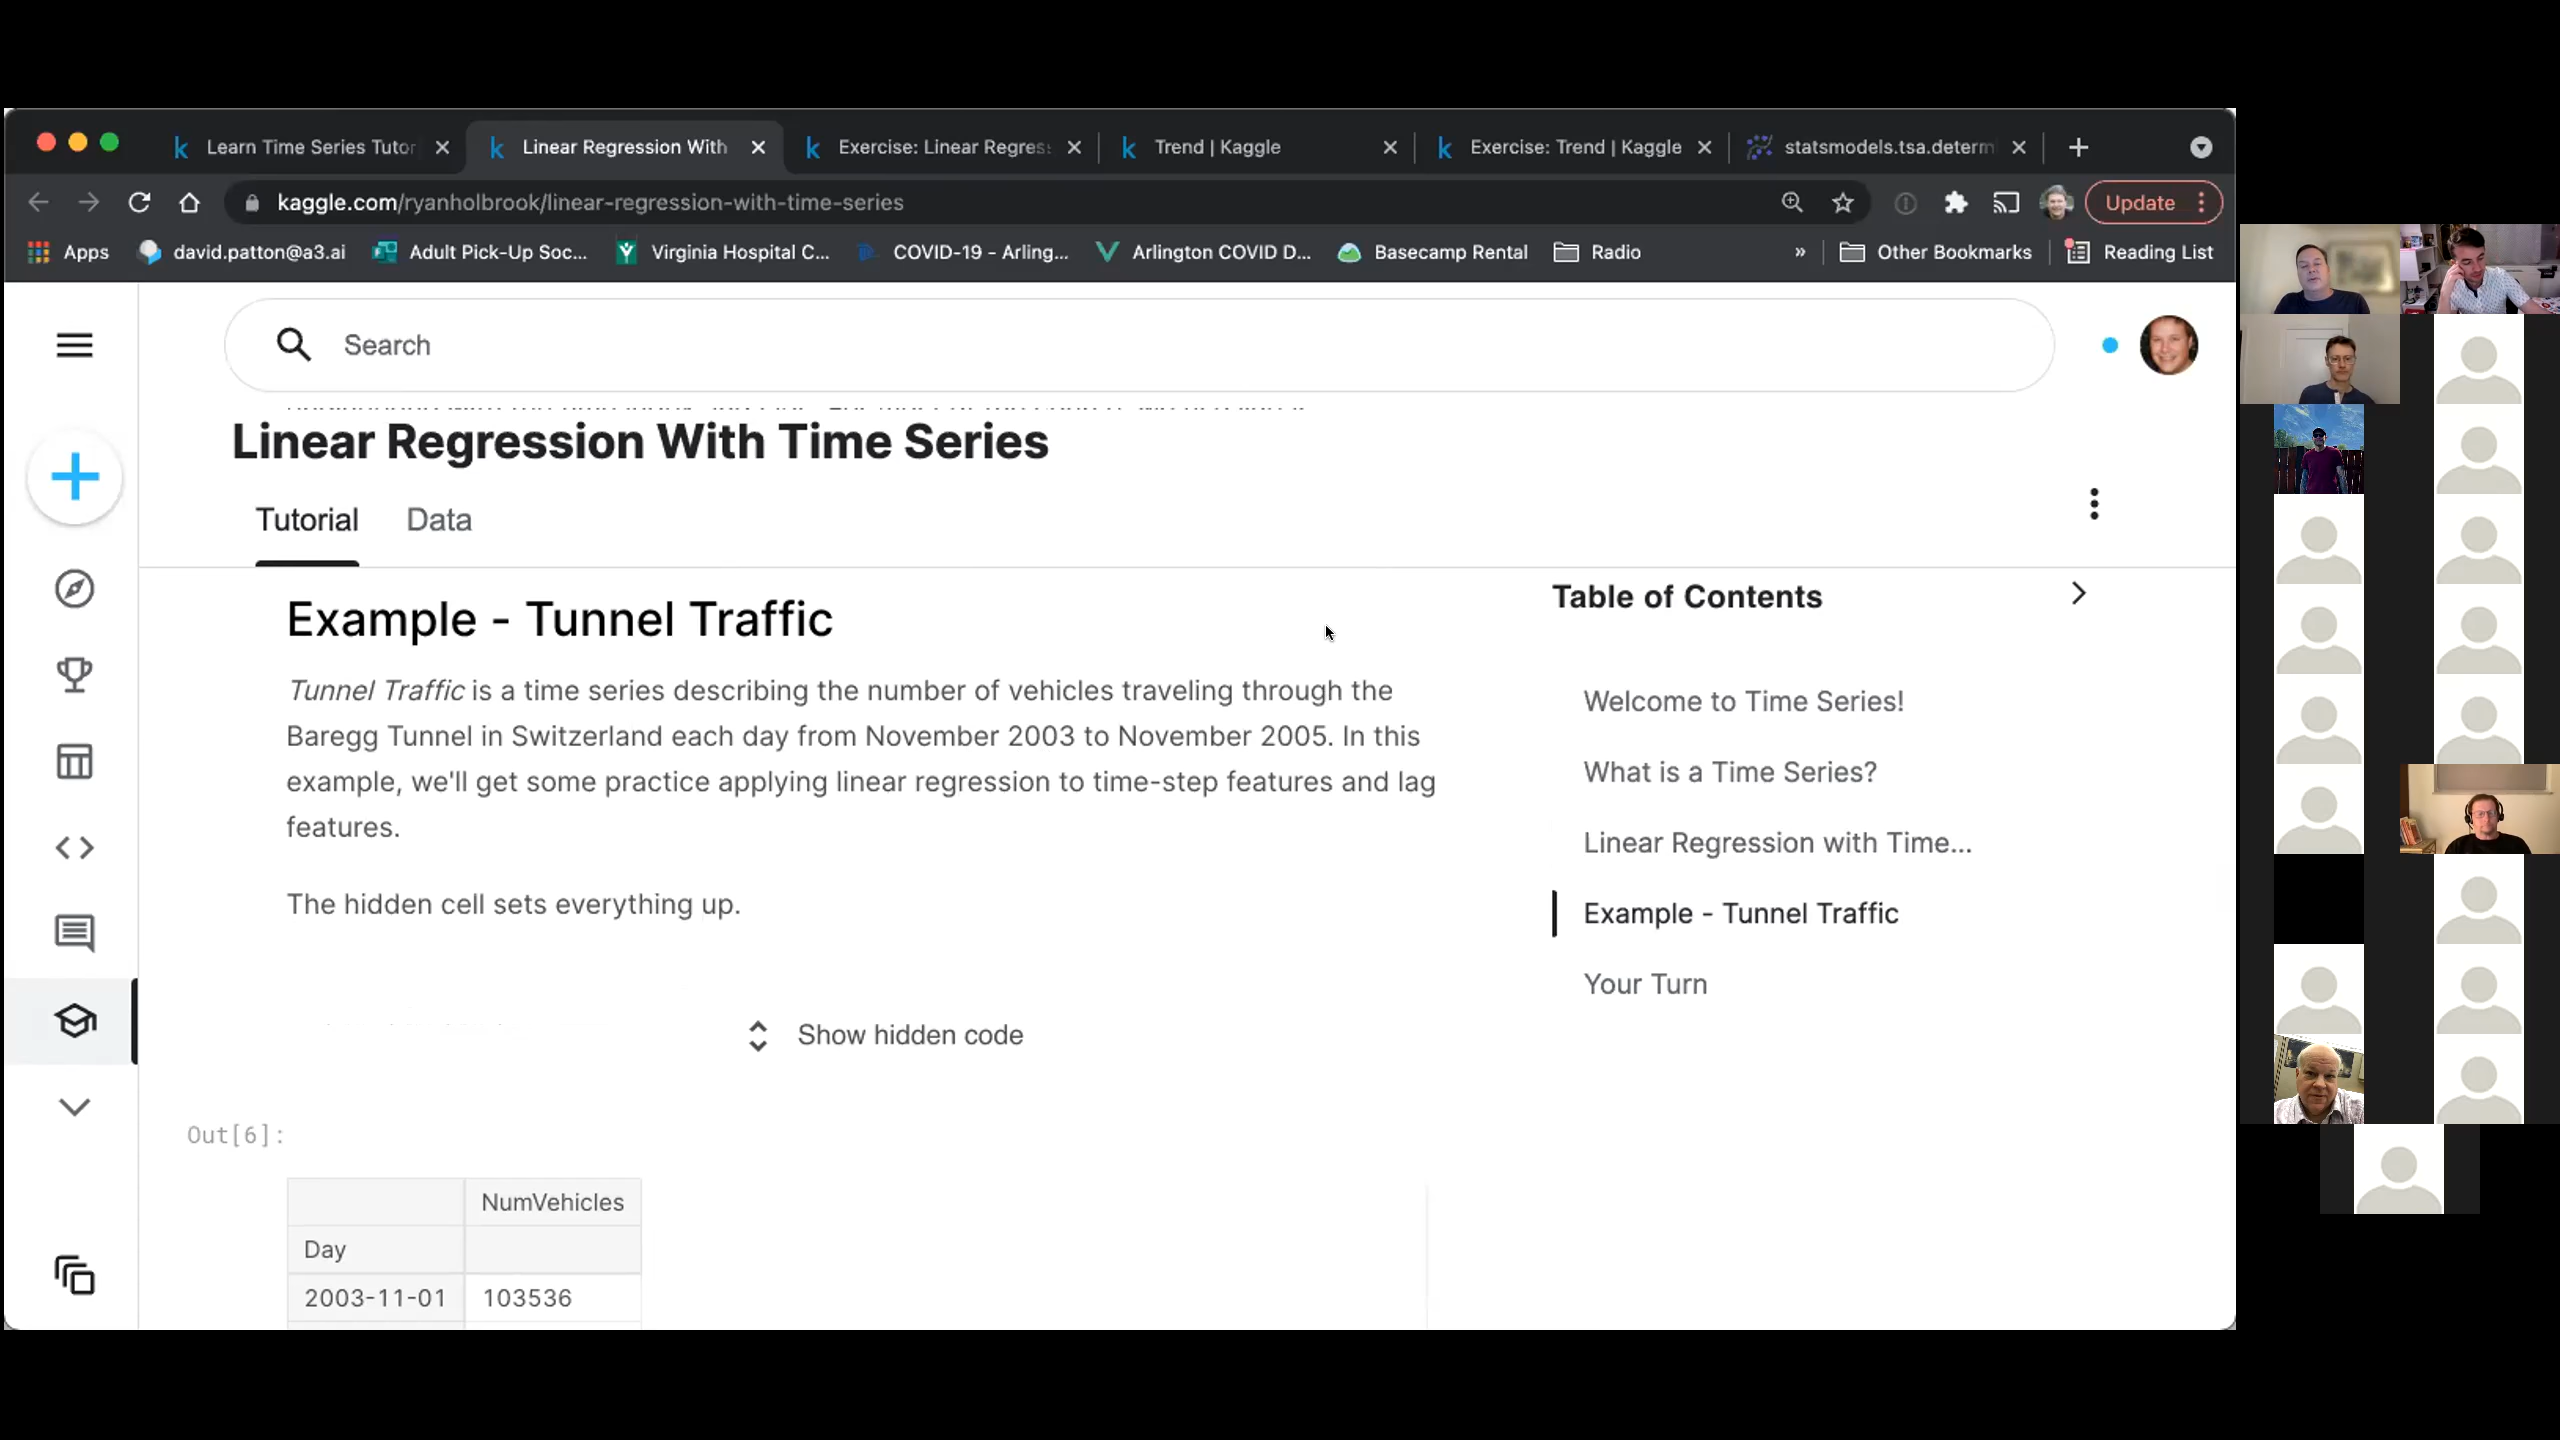 Learn Time Series Tutor
Linear Regression With
Exercise: Linear Regres
Trend | Kaggle
Exercise: Trend | Kaggle
statsmodels.tsa.determ
kaggle.com/ryanholbrook/linear-regression-with-time-series
Update
Apps
david.patton@a3.ai
Adult Pick-Up Soc...
Virginia Hospital C...
COVID-19 - Arling...
Arlington COVID D...
Basecamp Rental
Radio
»
Other Bookmarks
Reading List
Search
Linear Regression With Time Series
Tutorial
Data
Example - Tunnel Traffic
Tunnel Traffic is a time series describing the number of vehicles traveling through the
Baregg Tunnel in Switzerland each day from November 2003 to November 2005. In this
example, we'll get some practice applying linear regression to time-step features and lag
features.
The hidden cell sets everything up.
Show hidden code
Out[6]:
NumVehicles
Day
2003-11-01 103536
Table of Contents
Welcome to Time Series!
What is a Time Series?
Linear Regression with Time...
Example - Tunnel Traffic
Your Turn